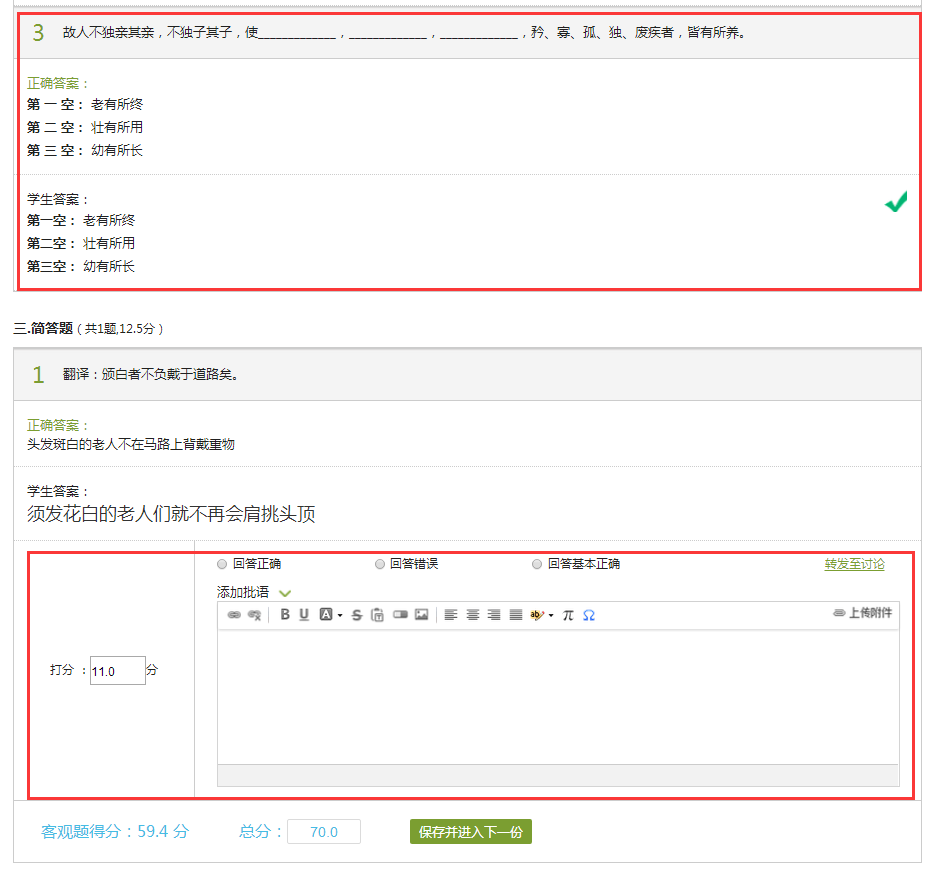 3 故人不独亲其亲，不独子其子，使____________，____________，____________，矜、寡、孤、独、废疾者，皆有所养。
正确答案：
第 一 空： 老有所终
第 二 空： 壮有所用
第 三 空： 幼有所长
学生答案：
第一空： 老有所终
第二空： 壮有所用
第三空： 幼有所长
三.简答题 ( 共1题,12.5分 )
1 翻译：颁白者不负戴于道路矣。
正确答案：
头发斑白的老人不在马路上背戴重物
学生答案：
须发花白的老人们就不再会肩挑头顶
回答正确 回答错误 回答基本正确 转发至讨论
添加批语
B U A S T ab π Ω 上传附件
打分 ：11.0 分
客观题得分：59.4 分 总分： 70.0 保存并进入下一份